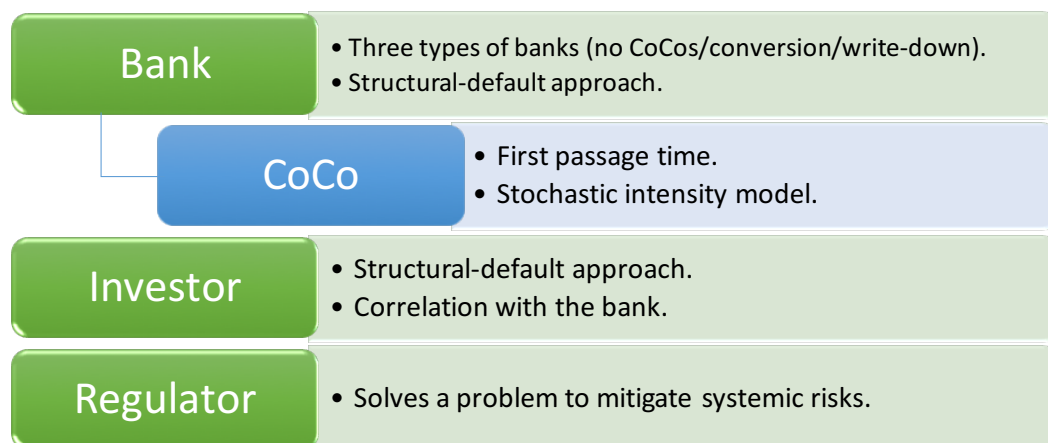 Bank
• Three types of banks (no CoCos/conversion/write-down).
• Structural-default approach.
CoCo
• First passage time.
• Stochastic intensity model.
Investor
• Structural-default approach.
• Correlation with the bank.
Regulator
• Solves a problem to mitigate systemic risks.